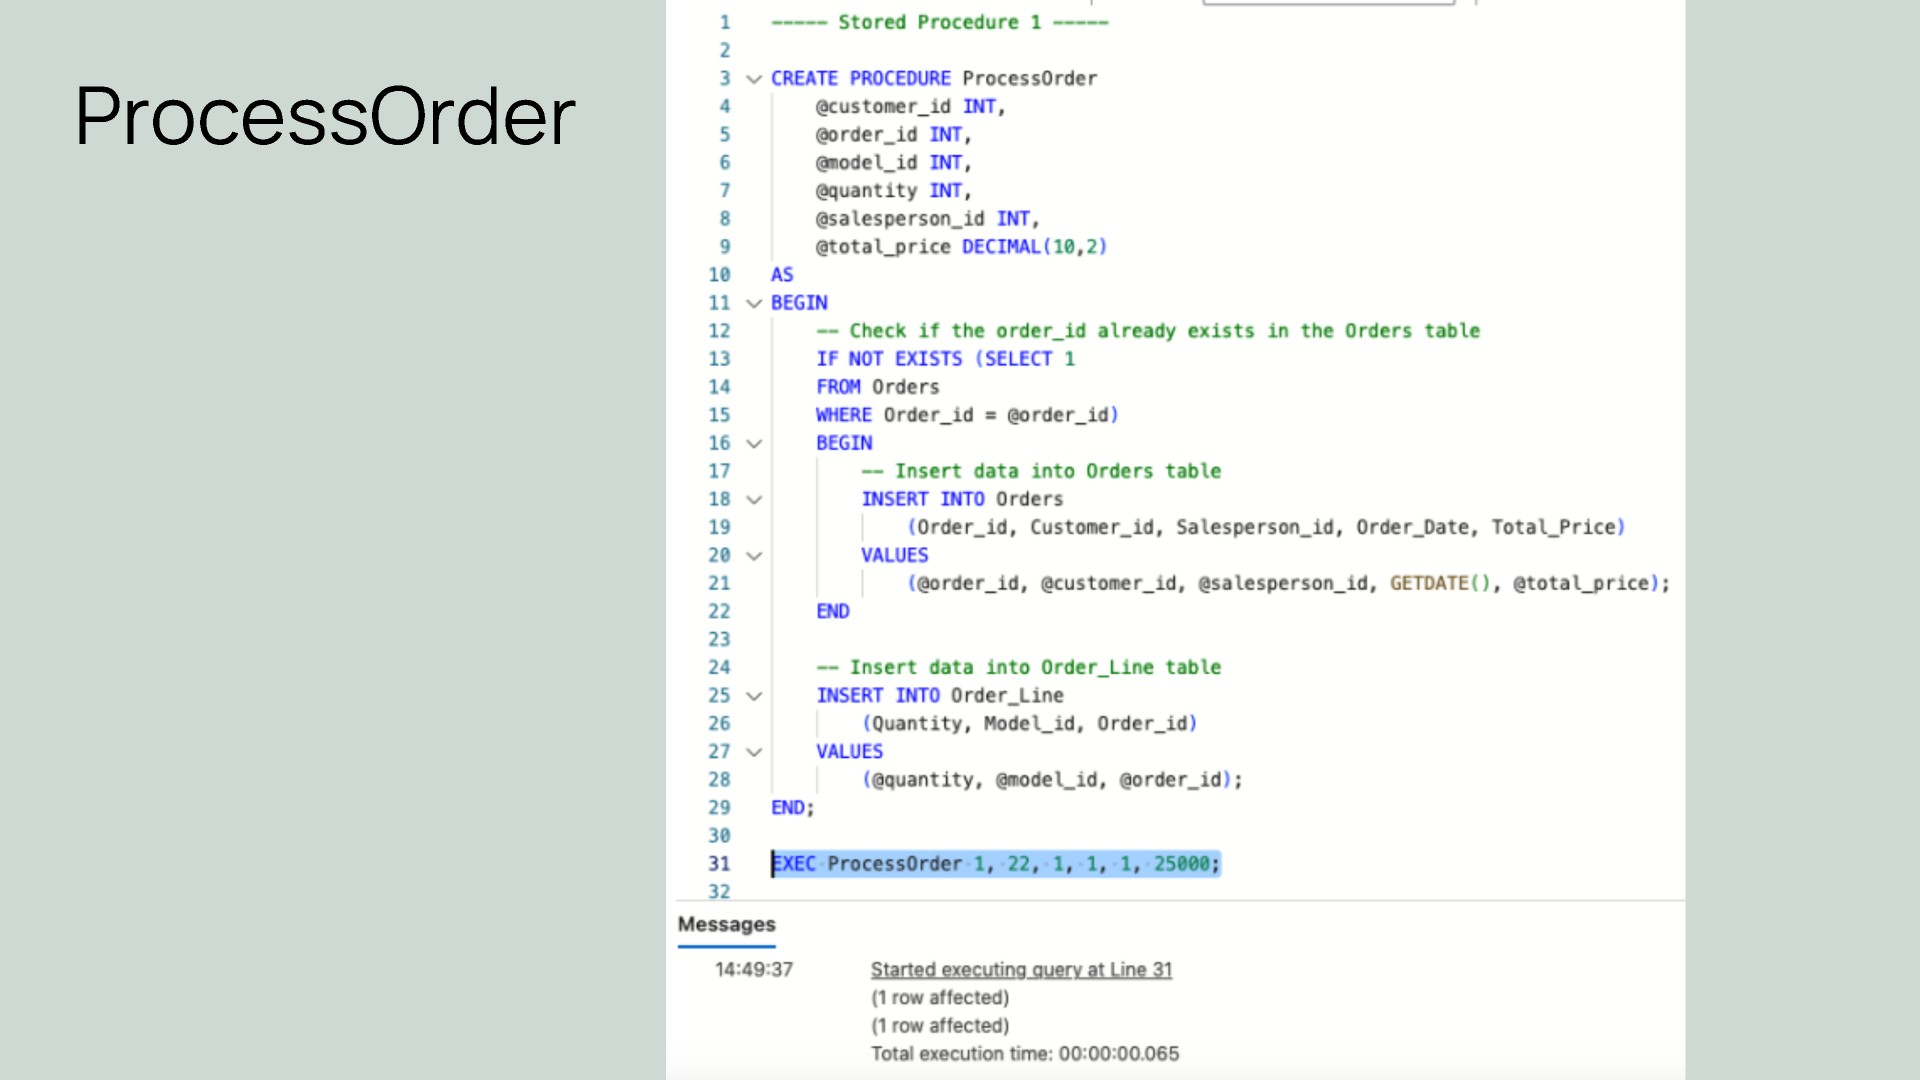 ProcessOrder
1 ----- Stored Procedure 1 -----
2
3 CREATE PROCEDURE ProcessOrder
4 @customer_id INT,
5 @order_id INT,
6 @model_id INT,
7 @quantity INT,
8 @salesperson_id INT,
9 @total_price DECIMAL(10,2)
10 AS
11 BEGIN
12 -- Check if the order_id already exists in the Orders table
13 IF NOT EXISTS (SELECT 1
14 FROM Orders
15 WHERE Order_id = @order_id)
16 BEGIN
17 -- Insert data into Orders table
18 INSERT INTO Orders
19 (Order_id, Customer_id, Salesperson_id, Order_Date, Total_Price)
20 VALUES
21 (@order_id, @customer_id, @salesperson_id, GETDATE(), @total_price);
22 END
23
24 -- Insert data into Order_Line table
25 INSERT INTO Order_Line
26 (Quantity, Model_id, Order_id)
27 VALUES
28 (@quantity, @model_id, @order_id);
29 END;
30
31 EXEC ProcessOrder 1, 22, 1, 1, 1, 25000;
32
Messages
14:49:37 Started executing query at Line 31
(1 row affected)
(1 row affected)
Total execution time: 00:00:00.065